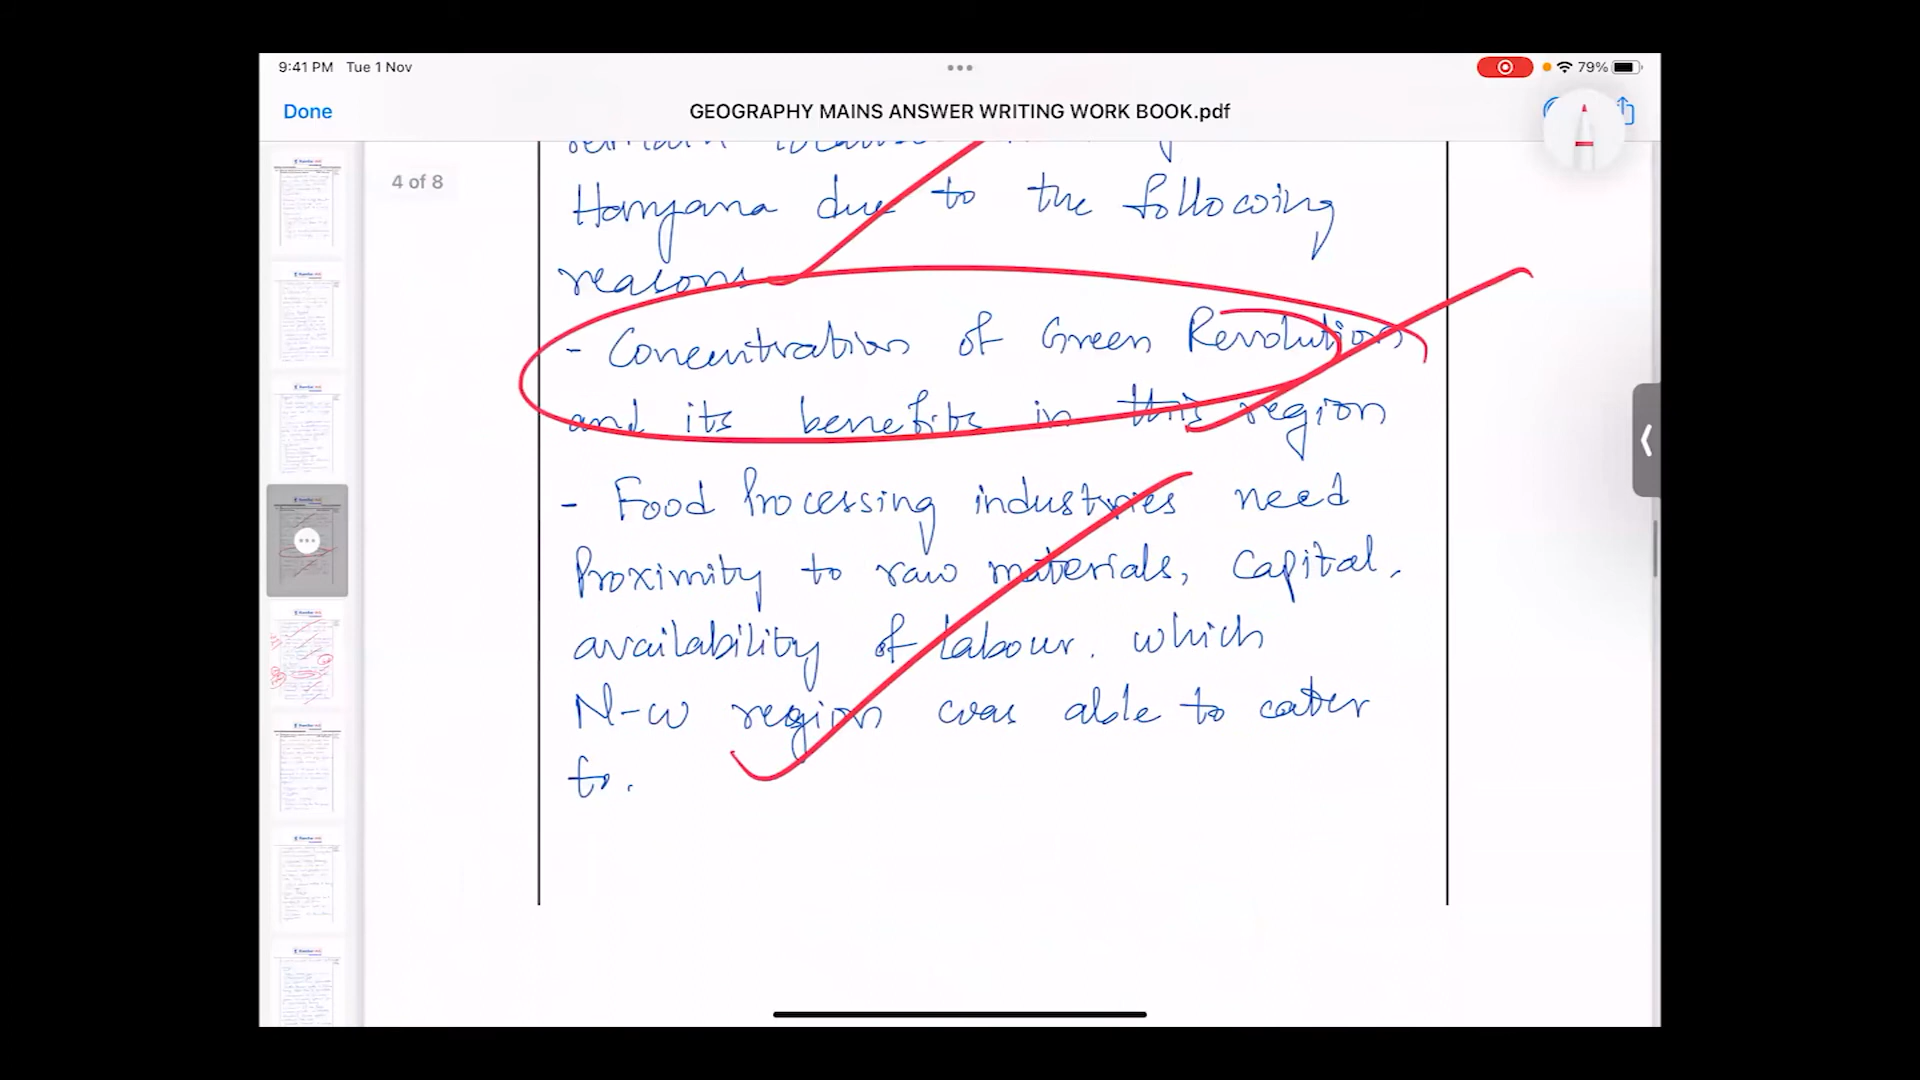 9:41 PM Tue 1 Nov
79%
Done
GEOGRAPHY MAINS ANSWER WRITING WORK BOOK.pdf
4 of 8
remain
Haryana due to the following
reasons
- Concentration of Green Revolution
and its benefits in this region
- Food Processing industries need
Proximity to raw materials, Capital,
availability of labour. which
N-W region was able to cater
to.